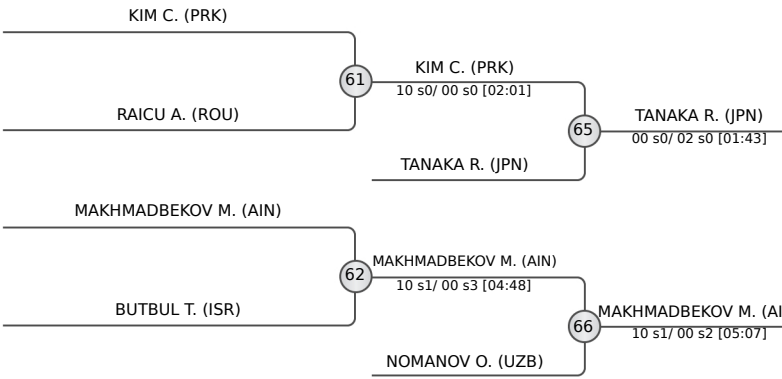 KIM C. (PRK)
61
RAICU A. (ROU)
KIM C. (PRK)
10 s0/ 00 s0 [02:01]
65
TANAKA R. (JPN)
TANAKA R. (JPN)
00 s0/ 02 s0 [01:43]
MAKHMADBEKOV M. (AIN)
62
BUTBUL T. (ISR)
MAKHMADBEKOV M. (AIN)
10 s1/ 00 s3 [04:48]
66
NOMANOV O. (UZB)
MAKHMADBEKOV M. (AI
10 s1/ 00 s2 [05:07]